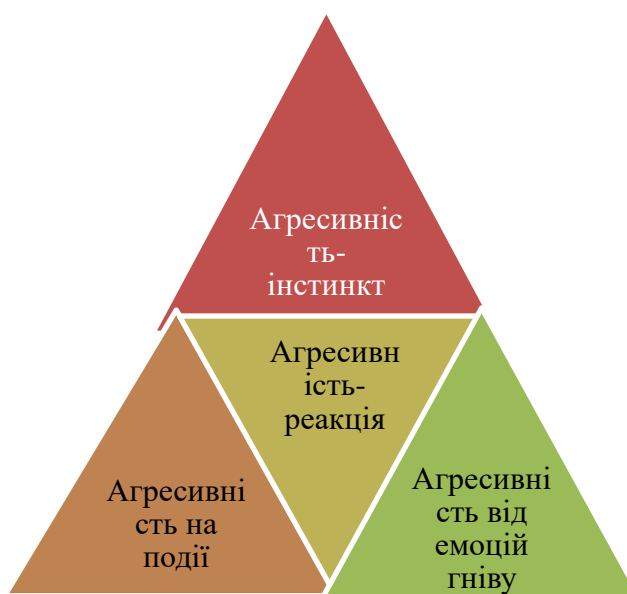 Агресивніс
ть-
інстинкт
Агресивн
ість-
реакція
Агресивні
сть на
події
Агресивні
сть від
емоцій
гніву